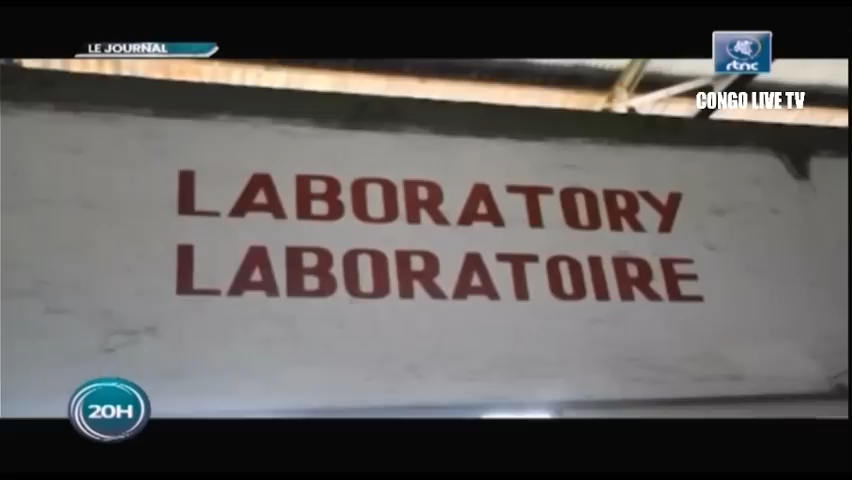 LE JOURNAL
rtnc
CONGO LIVE TV
LABORATORY
LABORATOIRE
20H